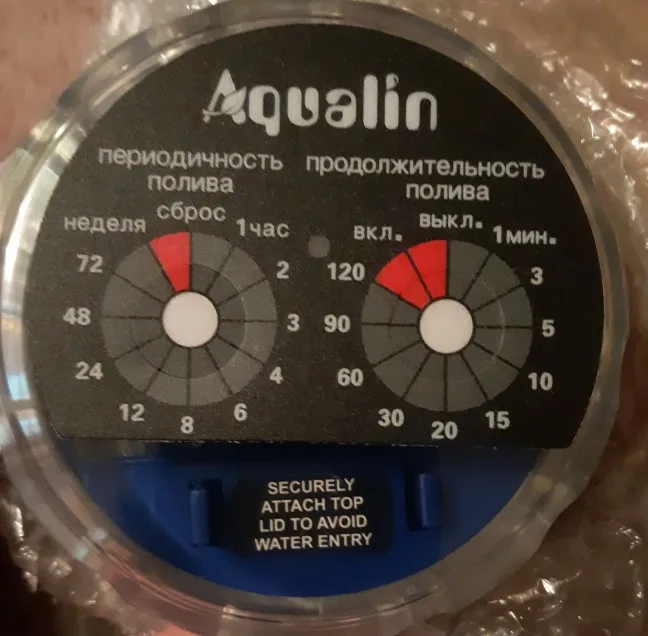 Aqualin
периодичность
полива
продолжительность
полива
сброс
1час
2
3
4
6
8
12
24
48
72
неделя
выкл.
1мин.
3
5
10
15
20
30
60
90
120
вкл.
SECURELY
ATTACH TOP
LID TO AVOID
WATER ENTRY